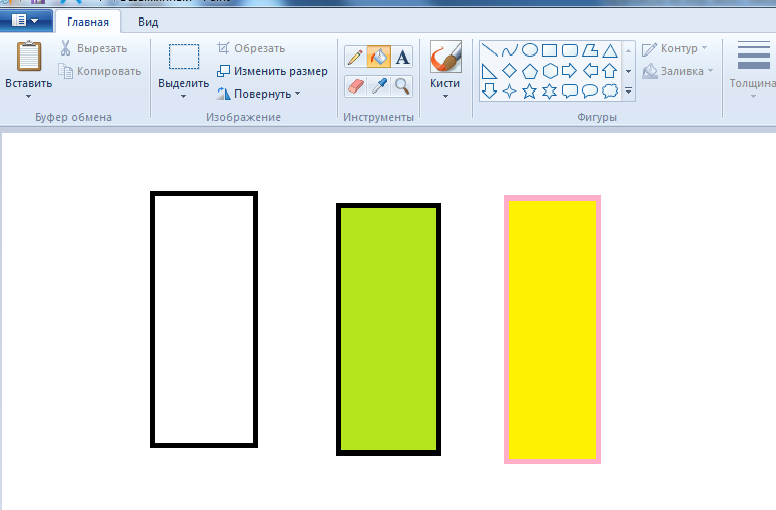 Главная Вид
Вставить
Вырезать
Копировать
Буфер обмена
Выделить
Обрезать
Изменить размер
Повернуть
Изображение
A
Инструменты
Кисти
Контур
Заливка
Фигуры
Толщина